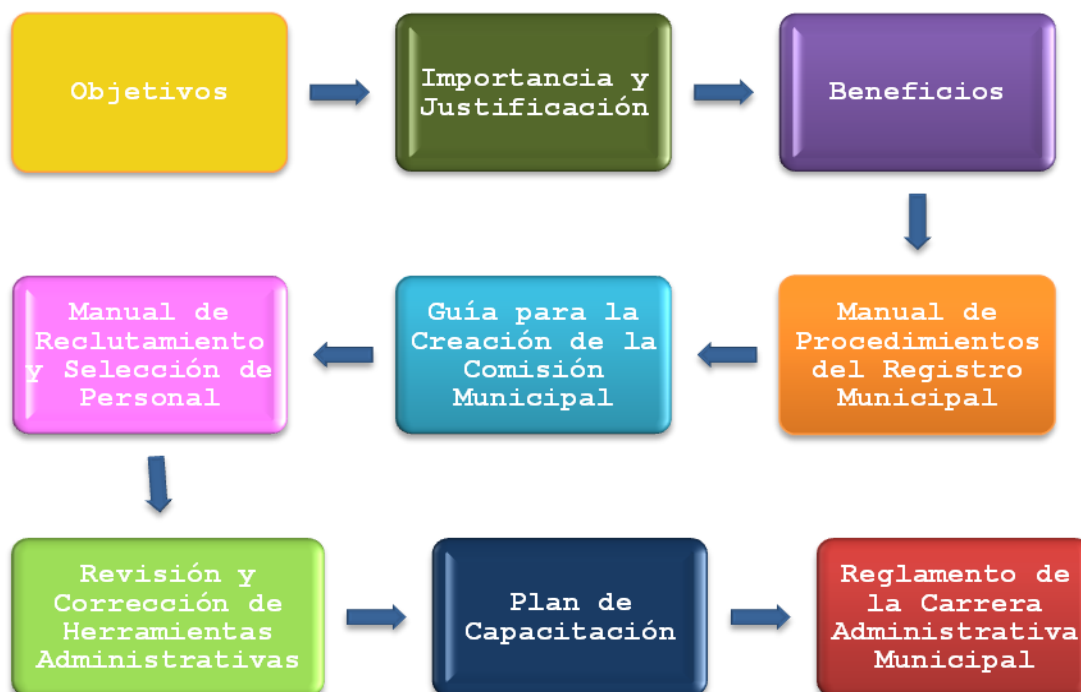 Objetivos
Importancia y
Justificación
Beneficios
Manual de
Procedimientos
del Registro
Municipal
Guía para la
Creación de la
Comisión
Municipal
Manual de
Reclutamiento
y Selección de
Personal
Revisión y
Corrección de
Herramientas
Administrativas
Plan de
Capacitación
Reglamento de
la Carrera
Administrativa
Municipal